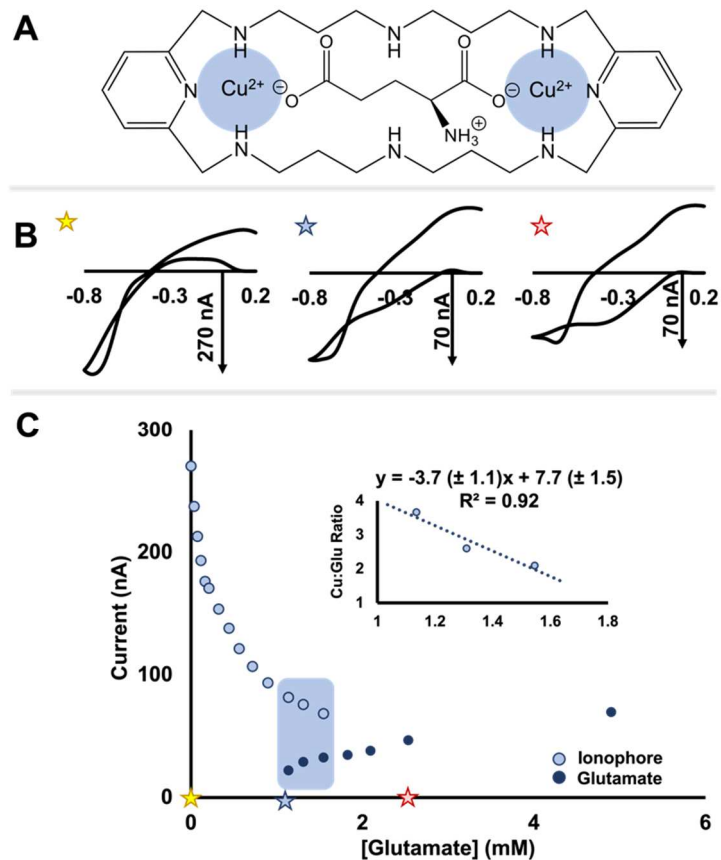 A
N
H
N
H
N
H
O
O
N
Cu²⁺
⊖
O
O
⊖
Cu²⁺
N
NH₃
⊕
H
N
H
N
H
N
B
-0.8
-0.3
0.2
270 nA
-0.8
-0.3
0.2
70 nA
-0.8
-0.3
0.2
70 nA
C
300
200
100
0
Current (nA)
0
2
4
6
[Glutamate] (mM)
y = -3.7 (± 1.1)x + 7.7 (± 1.5)
R² = 0.92
Cu:Glu Ratio
4
3
2
1
1
1.2
1.4
1.6
1.8
Ionophore
Glutamate